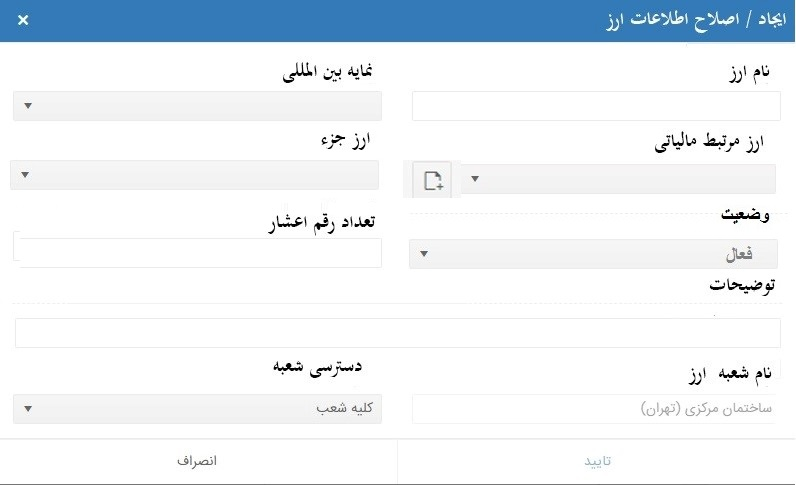 ایجاد / اصلاح اطلاعات ارز
نام ارز
نمایه بین المللی
ارز مرتبط مالیاتی
ارز جزء
وضعیت
تعداد رقم اعشار
فعال
توضیحات
نام شعبه ارز
دسترسی شعبه
ساختمان مرکزی (تهران)
کلیه شعب
تایید
انصراف